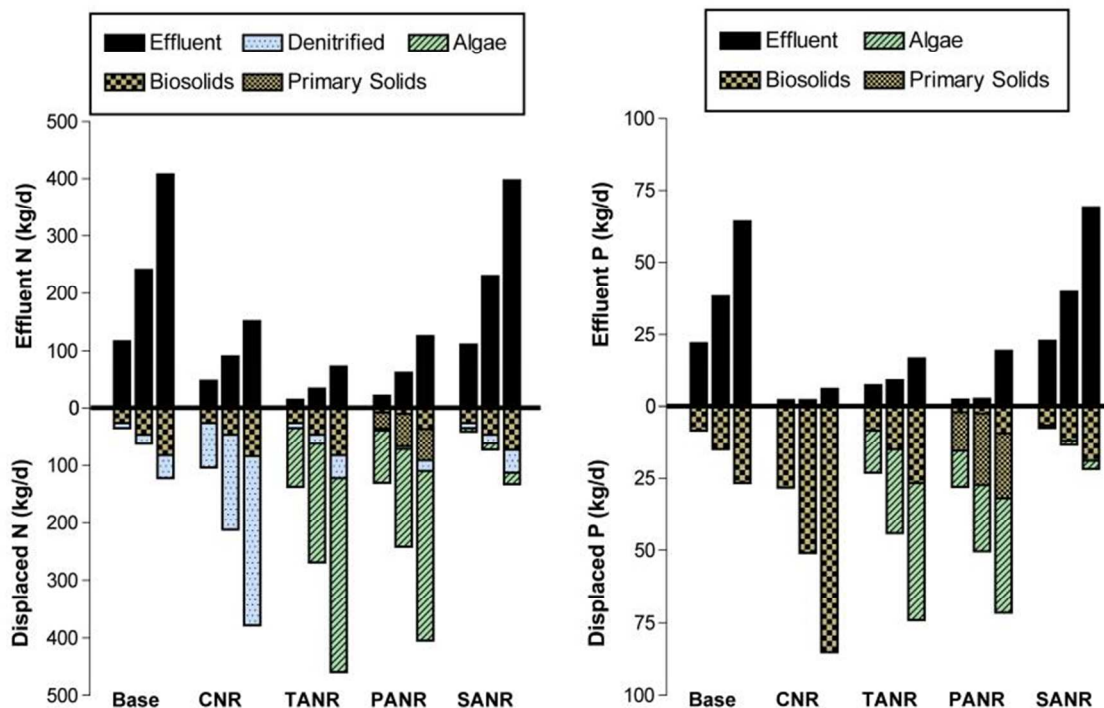 Effluent Denitrified Algae
Biosolids Primary Solids
500
400
300
200
100
0
100
200
300
400
500
Effluent N (kg/d)
Displaced N (kg/d)
Base CNR TANR PANR SANR
Effluent Algae
Biosolids Primary Solids
100
75
50
25
0
25
50
75
100
Effluent P (kg/d)
Displaced P (kg/d)
Base CNR TANR PANR SANR